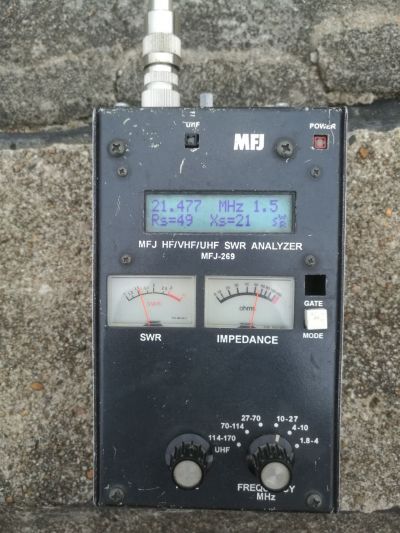 UHF
MFJ
POWER
21.477 MHz 1.5
Rs=49 Xs=21 SWR
MFJ HF/VHF/UHF SWR ANALYZER
MFJ-269
SWR
ohms
GATE
MODE
SWR
IMPEDANCE
27-70
10-27
70-114
4-10
114-170
1.8-4
UHF
FREQUENCY
MHz